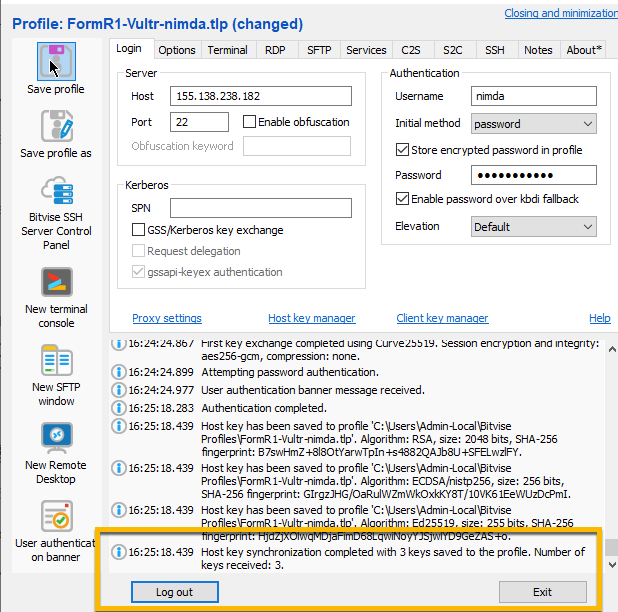 Closing and minimization
Profile: FormR1-Vultr-nimda.tlp (changed)
Save profile
Save profile as
Bitvise SSH
Server Control
Panel
New terminal
console
New SFTP
window
New Remote
Desktop
User authenticat
on banner
Login Options Terminal RDP SFTP Services C2S S2C SSH Notes About*
Server
Host 155.138.238.182
Port 22 Enable obfuscation
Obfuscation keyword
Kerberos
SPN
GSS/Kerberos key exchange
Request delegation
gssapi-keyex authentication
Authentication
Username nimda
Initial method password
Store encrypted password in profile
Password ●●●●●●●●●●●
Enable password over kbdi fallback
Elevation Default
Proxy settings Host key manager Client key manager Help
16:24:24.867 First key exchange completed using Curve25519. Session encryption and integrity:
aes256-gcm, compression: none.
16:24:24.899 Attempting password authentication.
16:24:24.977 User authentication banner message received.
16:25:18.283 Authentication completed.
16:25:18.439 Host key has been saved to profile 'C:\Users\Admin-Local\Bitvise
Profiles\FormR1-Vultr-nimda.tlp'. Algorithm: RSA, size: 2048 bits, SHA-256
fingerprint: B7swHmZ+8l8OtYarwTpIn+s4882QAJb8U+SFELwzlFY.
16:25:18.439 Host key has been saved to profile 'C:\Users\Admin-Local\Bitvise
Profiles\FormR1-Vultr-nimda.tlp'. Algorithm: ECDSA/nistp256, size: 256 bits,
SHA-256 fingerprint: GIrgzJHG/OaRulWZmWkOxkKY8T/10VK61EeWUzDcPmI.
16:25:18.439 Host key has been saved to profile 'C:\Users\Admin-Local\Bitvise
Profiles\FormR1-Vultr-nimda.tlp'. Algorithm: Ed25519, size: 255 bits, SHA-256
fingerprint:
16:25:18.439 Host key synchronization completed with 3 keys saved to the profile. Number of
keys received: 3.
Log out Exit